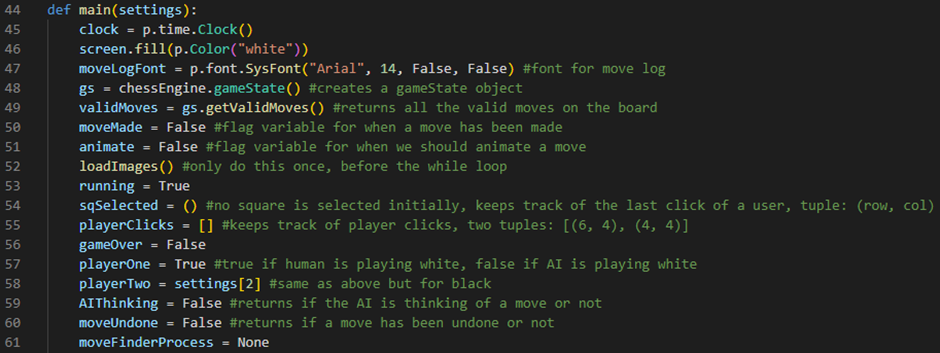 44 def main(settings):
45     clock = p.time.Clock()
46     screen.fill(p.Color("white"))
47     moveLogFont = p.font.SysFont("Arial", 14, False, False) #font for move log
48     gs = chessEngine.gameState() #creates a gameState object
49     validMoves = gs.getValidMoves() #returns all the valid moves on the board
50     moveMade = False #flag variable for when a move has been made
51     animate = False #flag variable for when we should animate a move
52     loadImages() #only do this once, before the while loop
53     running = True
54     sqSelected = () #no square is selected initially, keeps track of the last click of a user, tuple: (row, col)
55     playerClicks = [] #keeps track of player clicks, two tuples: [(6, 4), (4, 4)]
56     gameOver = False
57     playerOne = True #true if human is playing white, false if AI is playing white
58     playerTwo = settings[2] #same as above but for black
59     AIThinking = False #returns if the AI is thinking of a move or not
60     moveUndone = False #returns if a move has been undone or not
61     moveFinderProcess = None